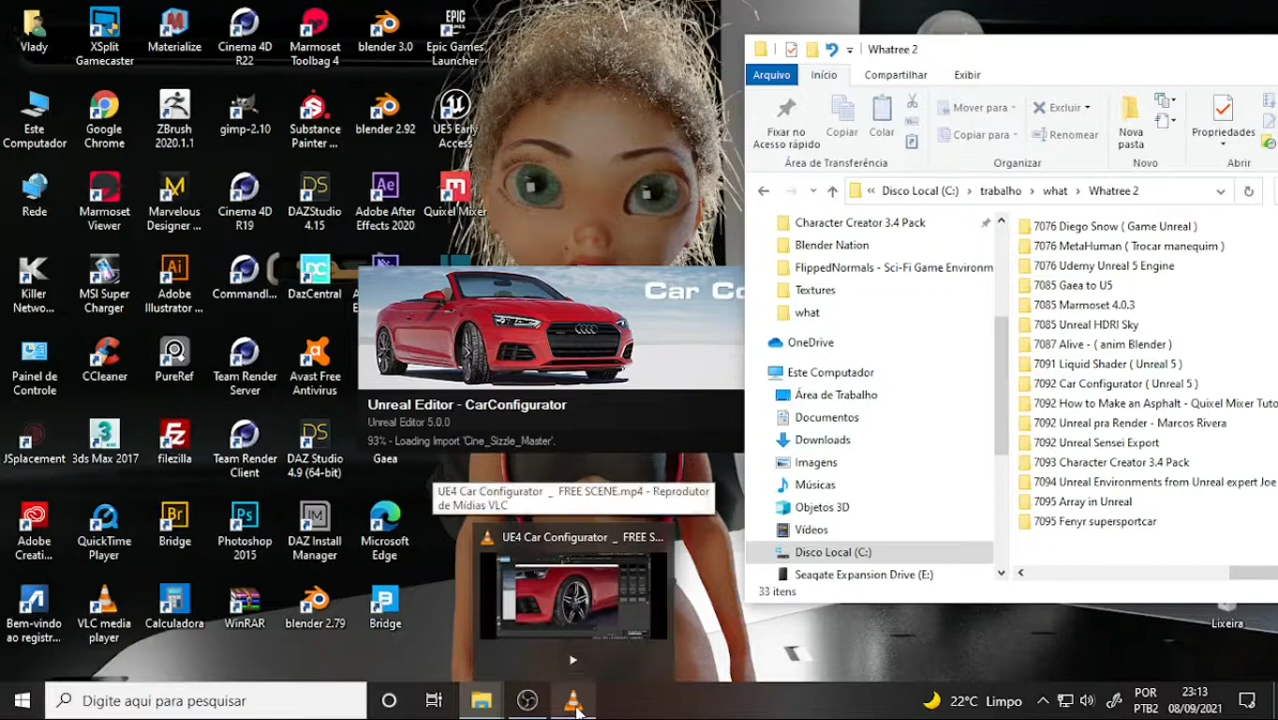 Vlady
XSplit
Gamecaster
Materialize
Cinema 4D
R22
Marmoset
Toolbag 4
blender 3.0
EPIC
GAMES
Epic Games
Launcher
Este
Computador
Google
Chrome
ZBrush
2020.1.1
gimp-2.10
Substance
Painter ...
blender 2.92
UE5 Early
Access
Rede
Marmoset
Viewer
Marvelous
Designer ...
Cinema 4D
R19
DAZStudio
4.15
Adobe After
Effects 2020
Quixel Mixer
Killer
Netwo...
MSI Super
Charger
Adobe
Illustrator ...
Commandl...
DazCentral
Painel de
Controle
CCleaner
PureRef
Team Render
Server
Avast Free
Antivirus
JSplacement
3ds Max 2017
filezilla
Team Render
Client
DAZ Studio
4.9 (64-bit)
Gaea
Adobe
Creati...
QuickTime
Player
Bridge
Photoshop
2015
DAZ Install
Manager
Microsoft
Edge
Bem-vindo
ao registr...
VLC media
player
Calculadora
WinRAR
blender 2.79
Bridge
Car Co
Unreal Editor - CarConfigurator
Unreal Editor 5.0.0
93% - Loading Import 'Cine_Sizzle_Master'.
UE4 Car Configurator _ FREE SCENE.mp4 - Reprodutor
de Mídias VLC
UE4 Car Configurator _ FREE S...
Whatree 2
Arquivo
Início
Compartilhar
Exibir
Fixar no
Acesso rápido
Copiar
Colar
Mover para
Copiar para
Excluir
Renomear
Nova
pasta
Propriedades
Área de Transferência
Organizar
Novo
Abrir
« Disco Local (C:) › trabalho › what › Whatree 2
Character Creator 3.4 Pack
Blender Nation
FlippedNormals - Sci-Fi Game Environm
Textures
what
OneDrive
Este Computador
Área de Trabalho
Documentos
Downloads
Imagens
Músicas
Objetos 3D
Vídeos
Disco Local (C:)
Seagate Expansion Drive (E:)
7076 Diego Snow ( Game Unreal )
7076 MetaHuman ( Trocar manequim )
7076 Udemy Unreal 5 Engine
7085 Gaea to U5
7085 Marmoset 4.0.3
7085 Unreal HDRI Sky
7087 Alive - ( anim Blender )
7091 Liquid Shader ( Unreal 5 )
7092 Car Configurator ( Unreal 5 )
7092 How to Make an Asphalt - Quixel Mixer Tuto
7092 Unreal pra Render - Marcos Rivera
7092 Unreal Sensei Export
7093 Character Creator 3.4 Pack
7094 Unreal Environments from Unreal expert Joe
7095 Array in Unreal
7095 Fenyr supersportcar
33 itens
Lixeira
Digite aqui para pesquisar
22°C Limpo
POR
PTB2
23:13
08/09/2021